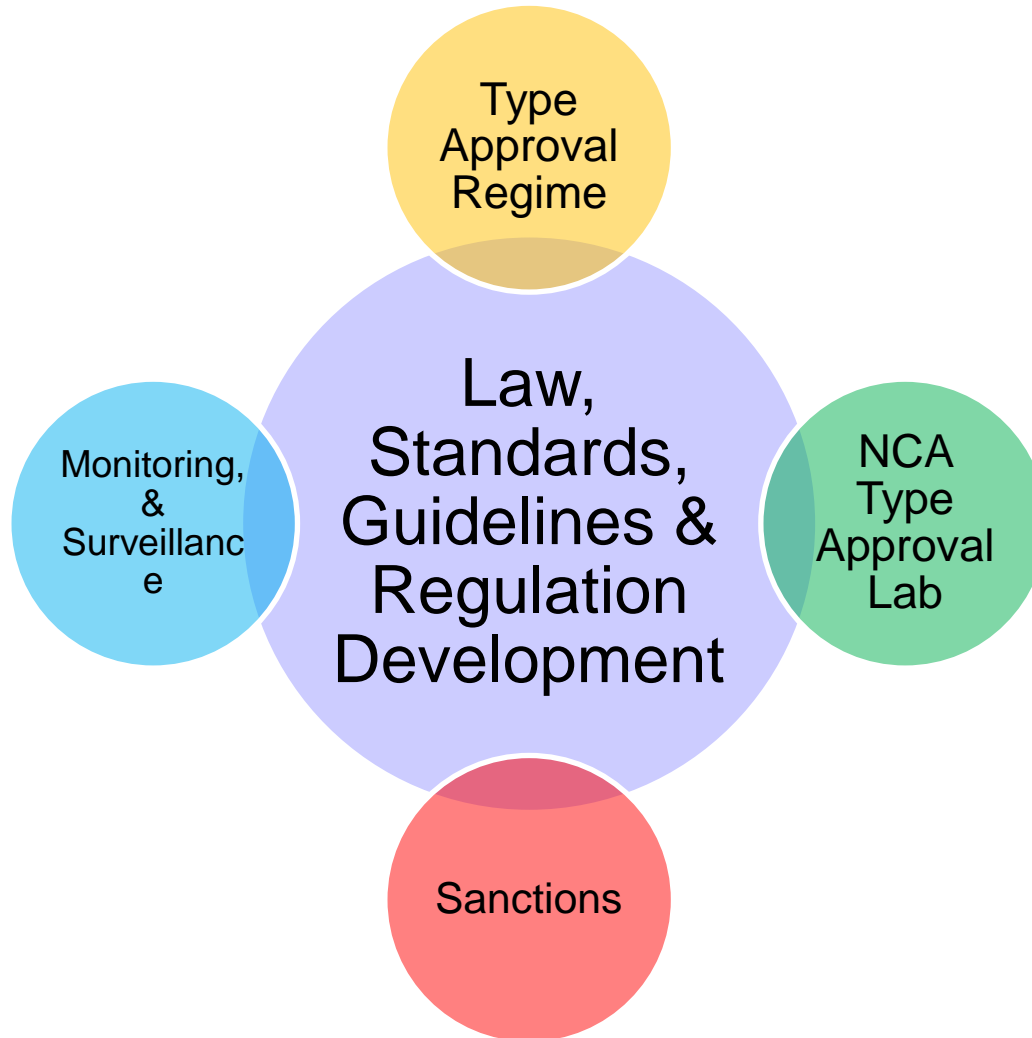 Type
Approval
Regime
Law,
Standards,
Guidelines &
Regulation
Development
Monitoring,
&
Surveillanc
e
NCA
Type
Approval
Lab
Sanctions